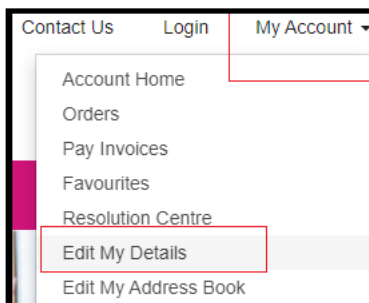 Contact Us Login My Account
Account Home
Orders
Pay Invoices
Favourites
Resolution Centre
Edit My Details
Edit My Address Book